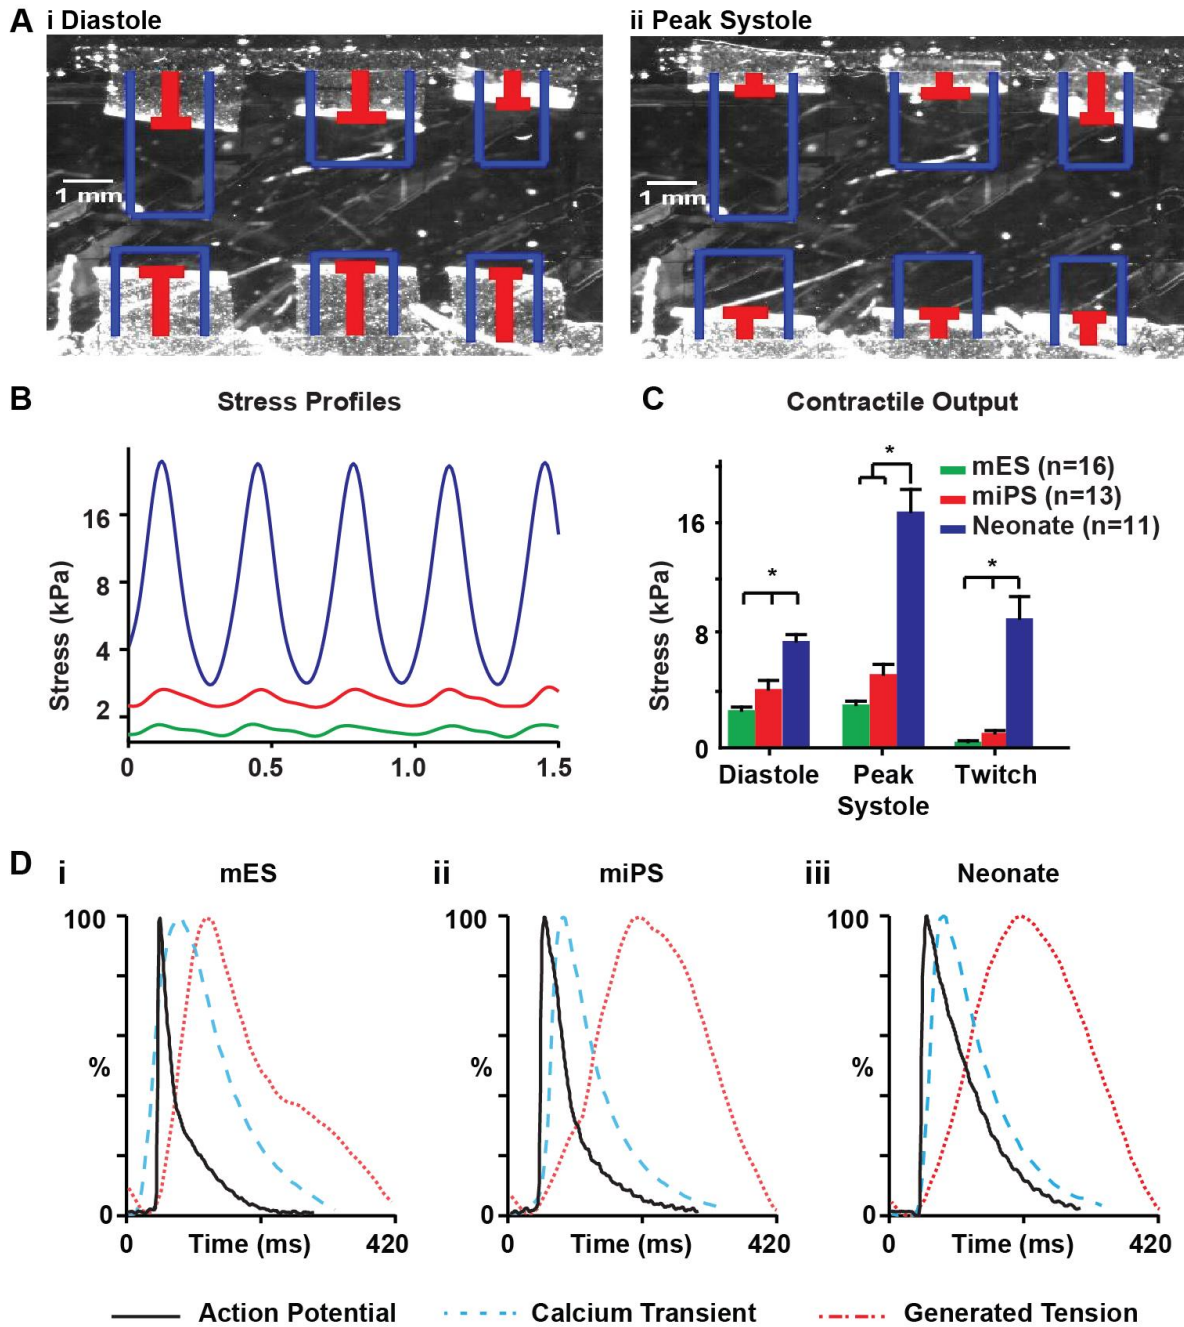 A i Diastole
ii Peak Systole
1 mm
1 mm
B Stress Profiles
Stress (kPa)
16
8
4
2
0 0.5 1.0 1.5
C Contractile Output
Stress (kPa)
16
8
0
* * *
mES (n=16)
miPS (n=13)
Neonate (n=11)
Diastole Peak Systole Twitch
D i mES
100
%
0
0 Time (ms) 420
ii miPS
100
%
0
0 Time (ms) 420
iii Neonate
100
%
0
0 Time (ms) 420
Action Potential Calcium Transient Generated Tension